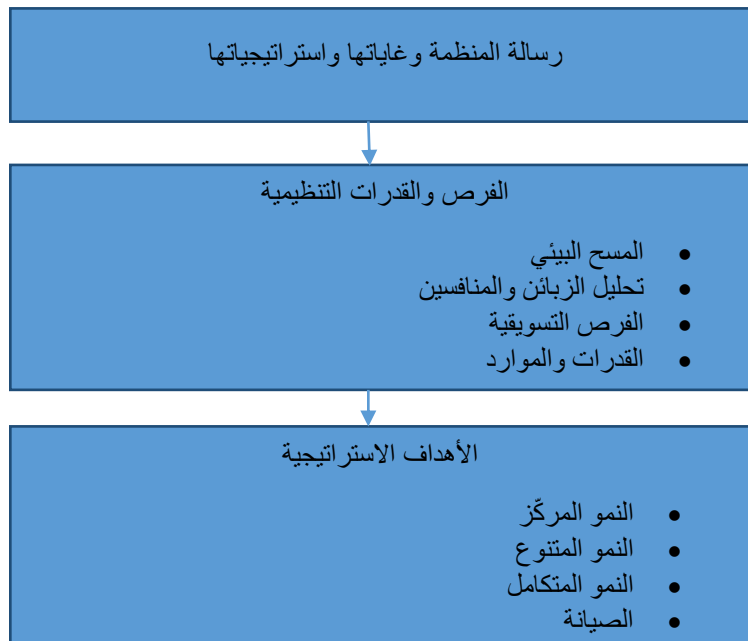 رسالة المنظمة وغاياتها واستراتيجياتها
الفرص والقدرات التنظيمية
● المسح البيئي
● تحليل الزبائن والمنافسين
● الفرص التسويقية
● القدرات والموارد
الأهداف الاستراتيجية
● النمو المركّز
● النمو المتنوع
● النمو المتكامل
● الصيانة